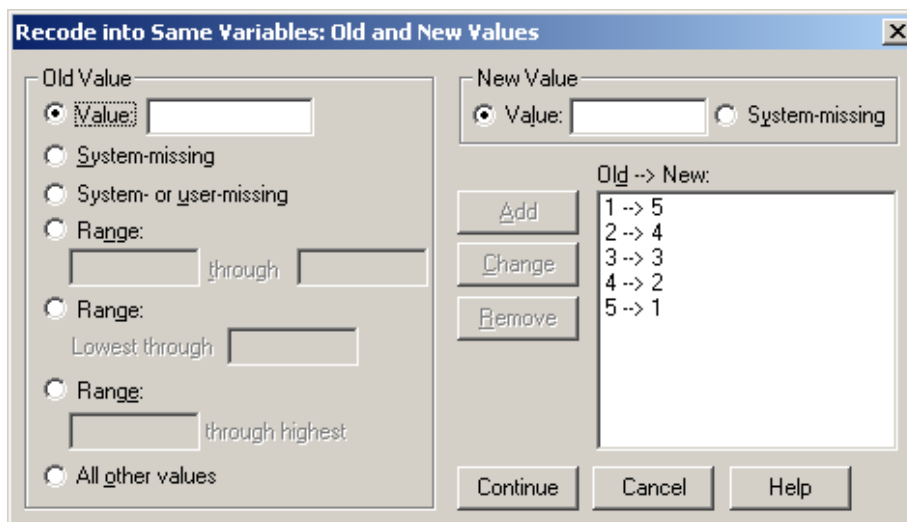 Recode into Same Variables: Old and New Values
Old Value
Value:
System-missing
System- or user-missing
Range:
through
Range:
Lowest through
Range:
through highest
All other values
New Value
Value: System-missing
Old --> New:
Add
Change
Remove
1 --> 5
2 --> 4
3 --> 3
4 --> 2
5 --> 1
Continue Cancel Help